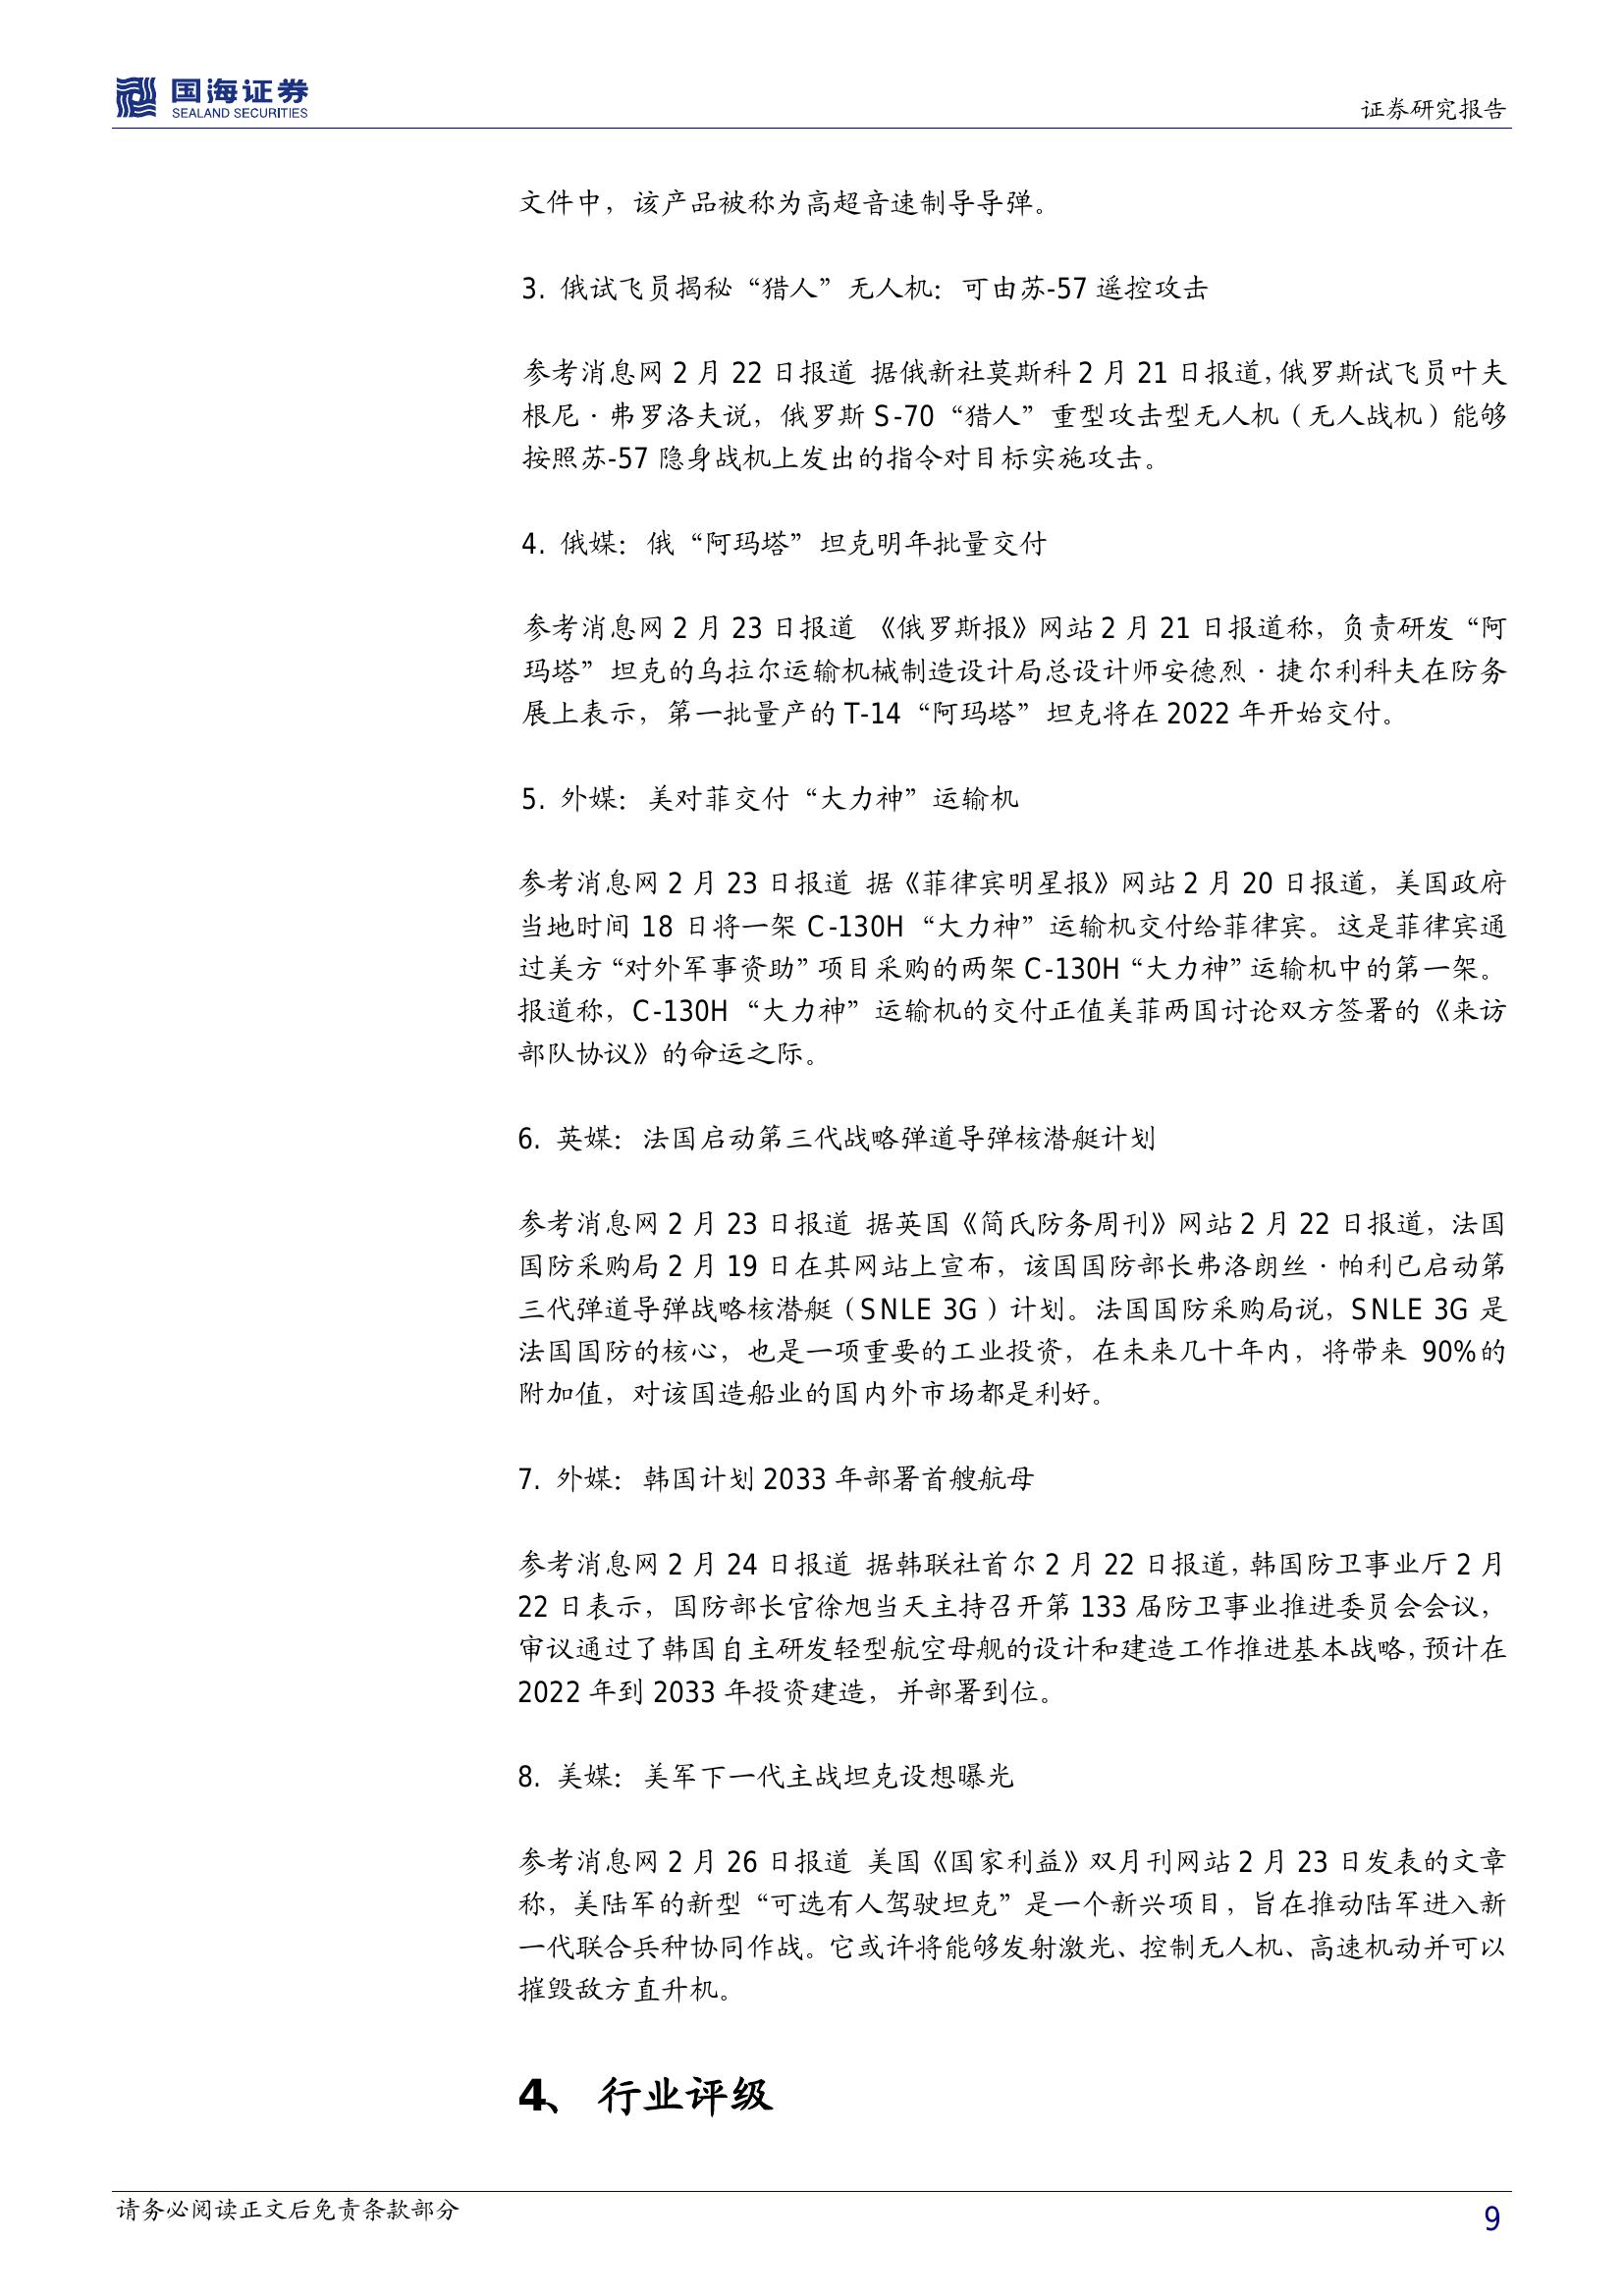 国海证券
SEALAND SECURITIES
证券研究报告
文件中，该产品被称为高超音速制导导弹。
3. 俄试飞员揭秘“猎人”无人机：可由苏-57 遥控攻击
参考消息网 2 月 22 日报道 据俄新社莫斯科 2 月 21 日报道，俄罗斯试飞员叶夫
根尼·弗罗洛夫说，俄罗斯 S-70“猎人”重型攻击型无人机（无人战机）能够
按照苏-57 隐身战机上发出的指令对目标实施攻击。
4. 俄媒：俄“阿玛塔”坦克明年批量交付
参考消息网 2 月 23 日报道 《俄罗斯报》网站 2 月 21 日报道称，负责研发“阿
玛塔”坦克的乌拉尔运输机械制造设计局总设计师安德烈·捷尔利科夫在防务
展上表示，第一批量产的 T-14“阿玛塔”坦克将在 2022 年开始交付。
5. 外媒：美对菲交付“大力神”运输机
参考消息网 2 月 23 日报道 据《菲律宾明星报》网站 2 月 20 日报道，美国政府
当地时间 18 日将一架 C-130H“大力神”运输机交付给菲律宾。这是菲律宾通
过美方“对外军事资助”项目采购的两架 C-130H“大力神”运输机中的第一架。
报道称，C-130H“大力神”运输机的交付正值美菲两国讨论双方签署的《来访
部队协议》的命运之际。
6. 英媒：法国启动第三代战略弹道导弹核潜艇计划
参考消息网 2 月 23 日报道 据英国《简氏防务周刊》网站 2 月 22 日报道，法国
国防采购局 2 月 19 日在其网站上宣布，该国国防部长弗洛朗丝·帕利已启动第
三代弹道导弹战略核潜艇（SNLE 3G）计划。法国国防采购局说，SNLE 3G 是
法国国防的核心，也是一项重要的工业投资，在未来几十年内，将带来 90%的
附加值，对该国造船业的国内外市场都是利好。
7. 外媒：韩国计划 2033 年部署首艘航母
参考消息网 2 月 24 日报道 据韩联社首尔 2 月 22 日报道，韩国防卫事业厅 2 月
22 日表示，国防部长官徐旭当天主持召开第 133 届防卫事业推进委员会会议，
审议通过了韩国自主研发轻型航空母舰的设计和建造工作推进基本战略，预计在
2022 年到 2033 年投资建造，并部署到位。
8. 美媒：美军下一代主战坦克设想曝光
参考消息网 2 月 26 日报道 美国《国家利益》双月刊网站 2 月 23 日发表的文章
称，美陆军的新型“可选有人驾驶坦克”是一个新兴项目，旨在推动陆军进入新
一代联合兵种协同作战。它或许将能够发射激光、控制无人机、高速机动并可以
摧毁敌方直升机。
4、 行业评级
请务必阅读正文后免责条款部分
9